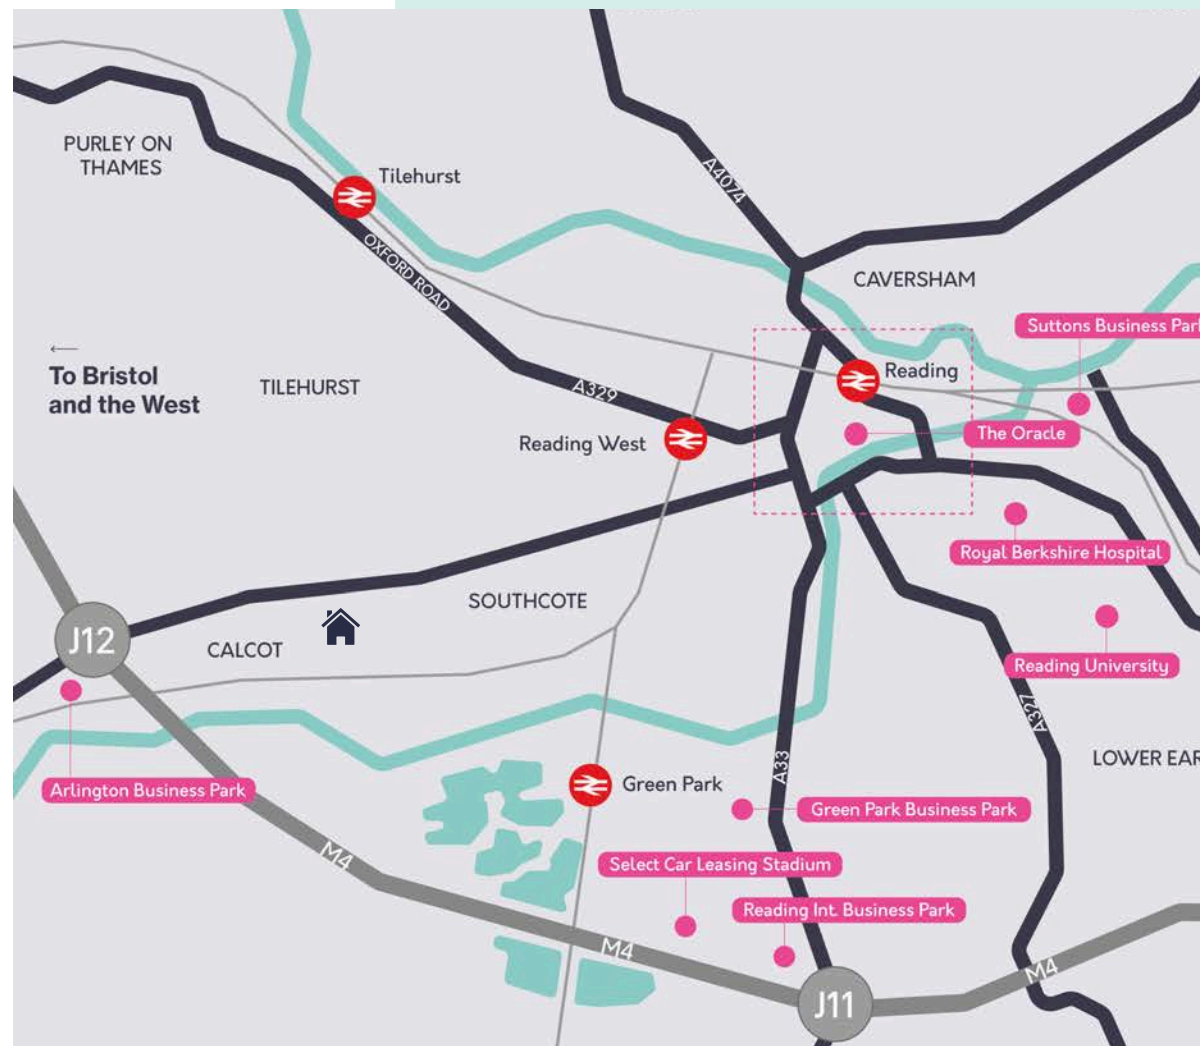 PURLEY ON
THAMES
Tilehurst
A4074
OXFORD ROAD
CAVERSHAM
Suttons Business Par
←
To Bristol
and the West
TILEHURST
A329
Reading
Reading West
The Oracle
Royal Berkshire Hospital
SOUTHCOTE
J12
CALCOT
Reading University
A327
LOWER EAR
A33
Arlington Business Park
Green Park
Green Park Business Park
M4
Select Car Leasing Stadium
Reading Int. Business Park
M4
M4
J11